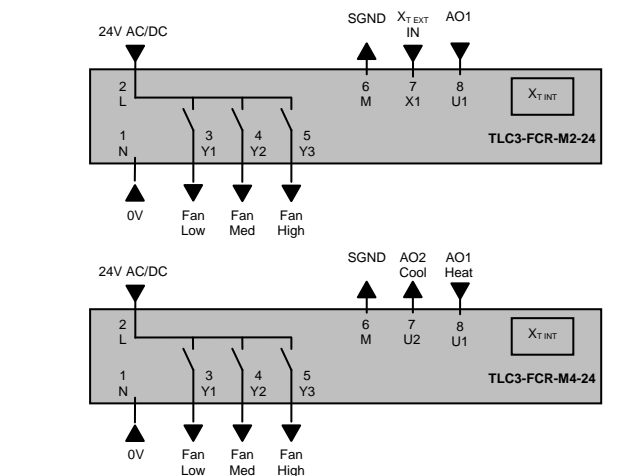 SGND X_T EXT AO1
24V AC/DC IN
2 6 7 8
L M X1 U1 X_T INT
TLC3-FCR-M2-24
1 3 4 5
N Y1 Y2 Y3
0V Fan Fan Fan
Low Med High
SGND AO2 AO1
24V AC/DC Cool Heat
2 6 7 8
L M U2 U1 X_T INT
TLC3-FCR-M4-24
1 3 4 5
N Y1 Y2 Y3
0V Fan Fan Fan
Low Med High